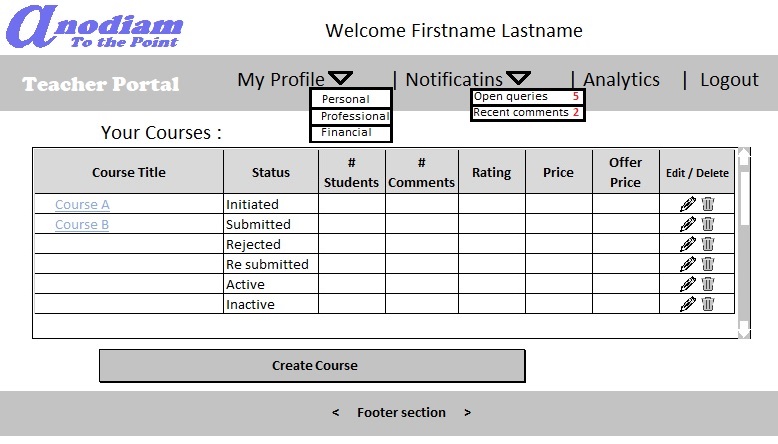 Anodiam
To the Point
Welcome Firstname Lastname
Teacher Portal My Profile | Notificatins | Analytics | Logout
Personal
Professional
Financial
Open queries 5
Recent comments 2
Your Courses :
Course Title Status # Students # Comments Rating Price Offer Price Edit / Delete
Course A Initiated
Course B Submitted
Rejected
Re submitted
Active
Inactive
Create Course
< Footer section >